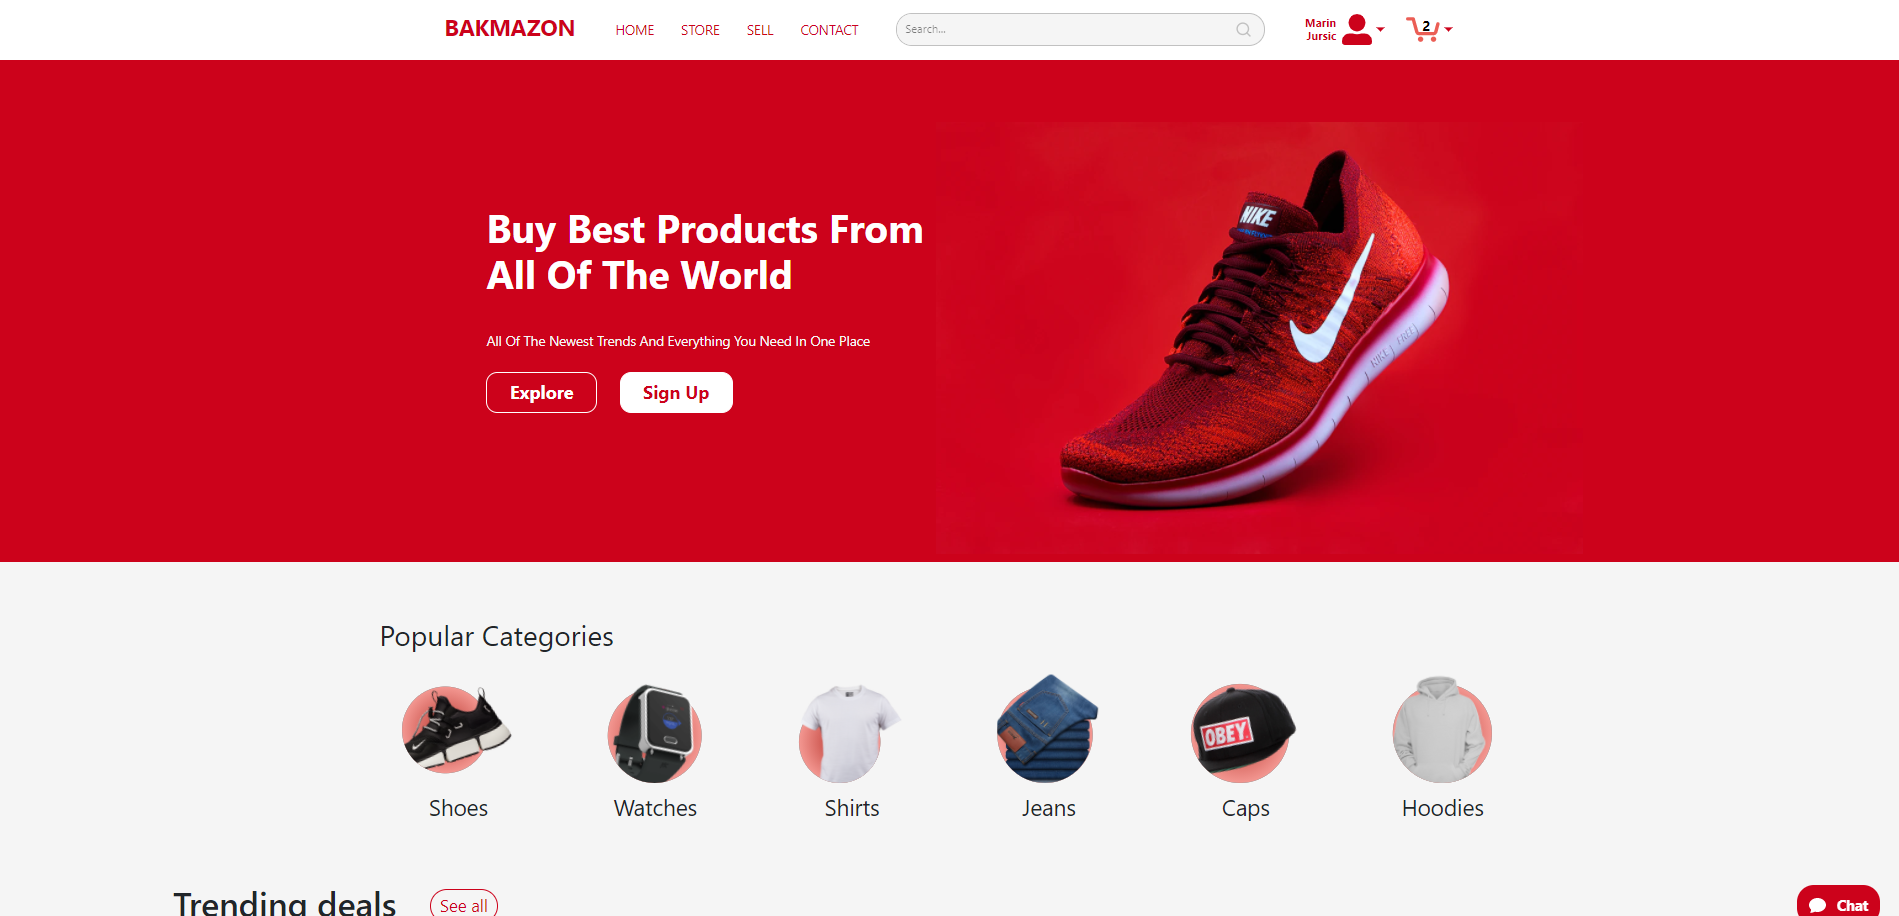 BAKMAZON
HOME
STORE
SELL
CONTACT
Search...
Marin
Jursic
2
Buy Best Products From
All Of The World
All Of The Newest Trends And Everything You Need In One Place
Explore
Sign Up
NIKE
NIKE FREE
Popular Categories
OBEY
Shoes
Watches
Shirts
Jeans
Caps
Hoodies
Trending deals
See all
Chat